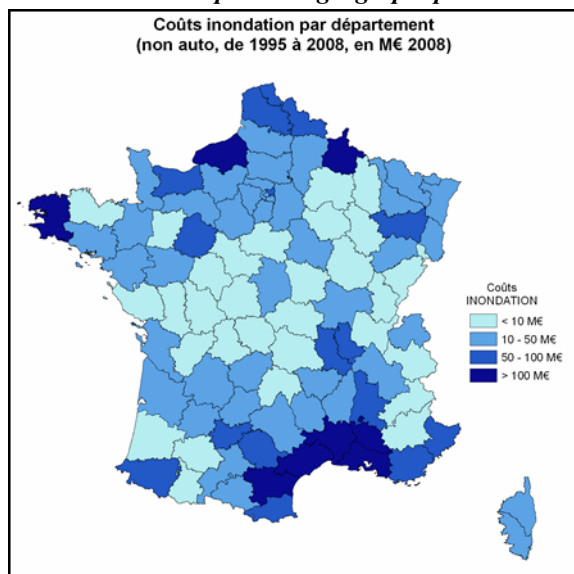 Coûts inondation par département
(non auto, de 1995 à 2008, en M€ 2008)
Coûts
INONDATION
< 10 M€
10 - 50 M€
50 - 100 M€
> 100 M€